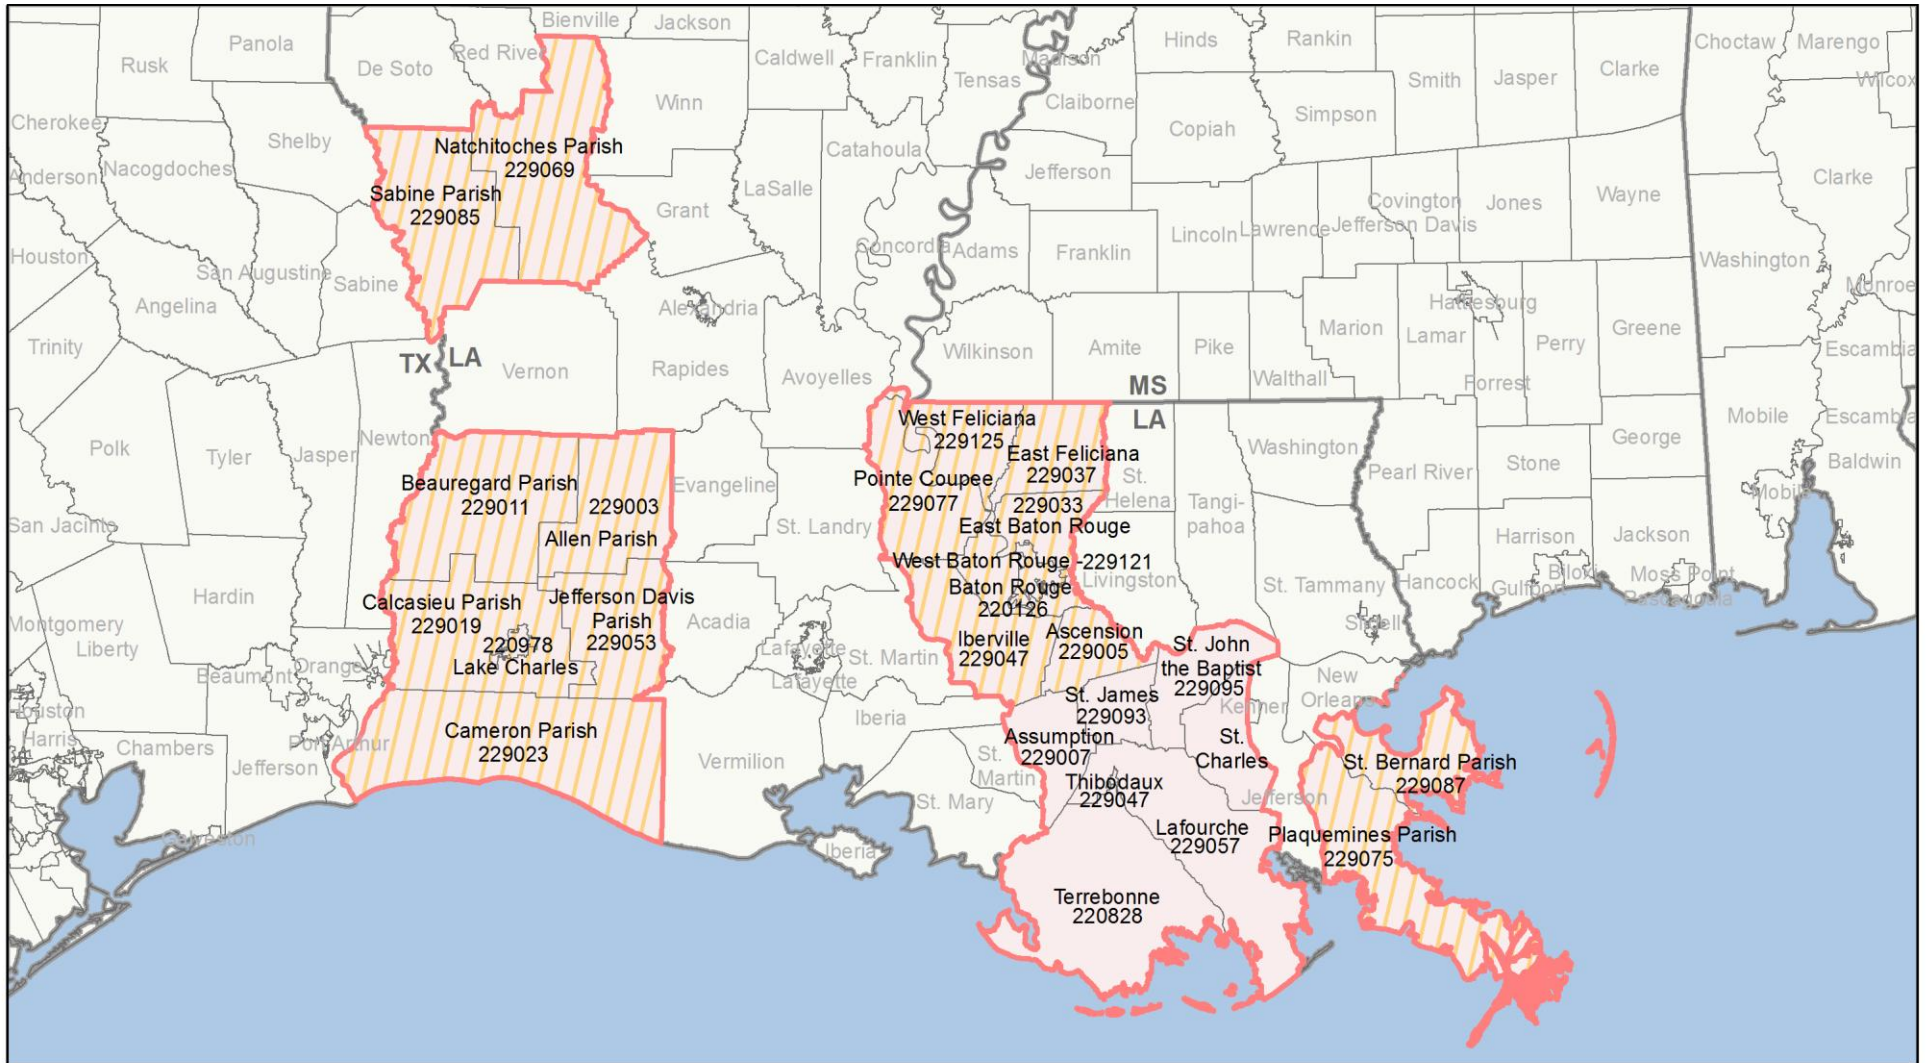 Bienville
Jackson
Panola
Red River
De Soto
Caldwell
Franklin
Madison
Hinds
Rankin
Choctaw
Marengo
Rusk
Tensas
Smith
Jasper
Clarke
Wilcox
Winn
Claiborne
Simpson
Cherokee
Shelby
Copiah
Natchitoches Parish
229069
Catahoula
Nacogdoches
Anderson
Jefferson
Clarke
Sabine Parish
229085
LaSalle
Covington
Jones
Wayne
Grant
Lincoln
Lawrence
Jefferson Davis
Concordia
Adams
Franklin
Houston
San Augustine
Sabine
Washington
Monroe
Angelina
Alexandria
Hattiesburg
Trinity
Wilkinson
Amite
Pike
Marion
Lamar
Perry
Greene
Escambia
TX
LA
Vernon
Rapides
Avoyelles
MS
Walthall
Forrest
LA
Mobile
Escambia
West Feliciana
229125
Polk
Tyler
Jasper
Newton
Washington
George
East Feliciana
229037
Pearl River
Stone
Baldwin
Beauregard Parish
229011
229003
Evangeline
Pointe Coupee
229077
St.
Helena
Tangi-
pahoa
Mobile
229033
East Baton Rouge
San Jacinto
Allen Parish
St. Landry
Harrison
Jackson
West Baton Rouge -229121
Livingston
St. Tammany
Hancock
Gulfport
Biloxi
Moss Point
Pascagoula
Baton Rouge
220126
Hardin
Calcasieu Parish
229019
Jefferson Davis
Parish
229053
Acadia
Slidell
Montgomery
Liberty
220978
Lake Charles
Lafayette
St. Martin
Iberville
229047
Ascension
229005
St. John
the Baptist
229095
Beaumont
Orange
Lafayette
New
Orleans
Houston
St. James
229093
Kenner
Iberia
Harris
Chambers
Port Arthur
Cameron Parish
229023
Assumption
229007
St.
Charles
Jefferson
Vermilion
St.
Martin
St. Bernard Parish
229087
Thibodaux
229047
Jefferson
St. Mary
Lafourche
229057
Plaquemines Parish
229075
Galveston
Iberia
Terrebonne
220828